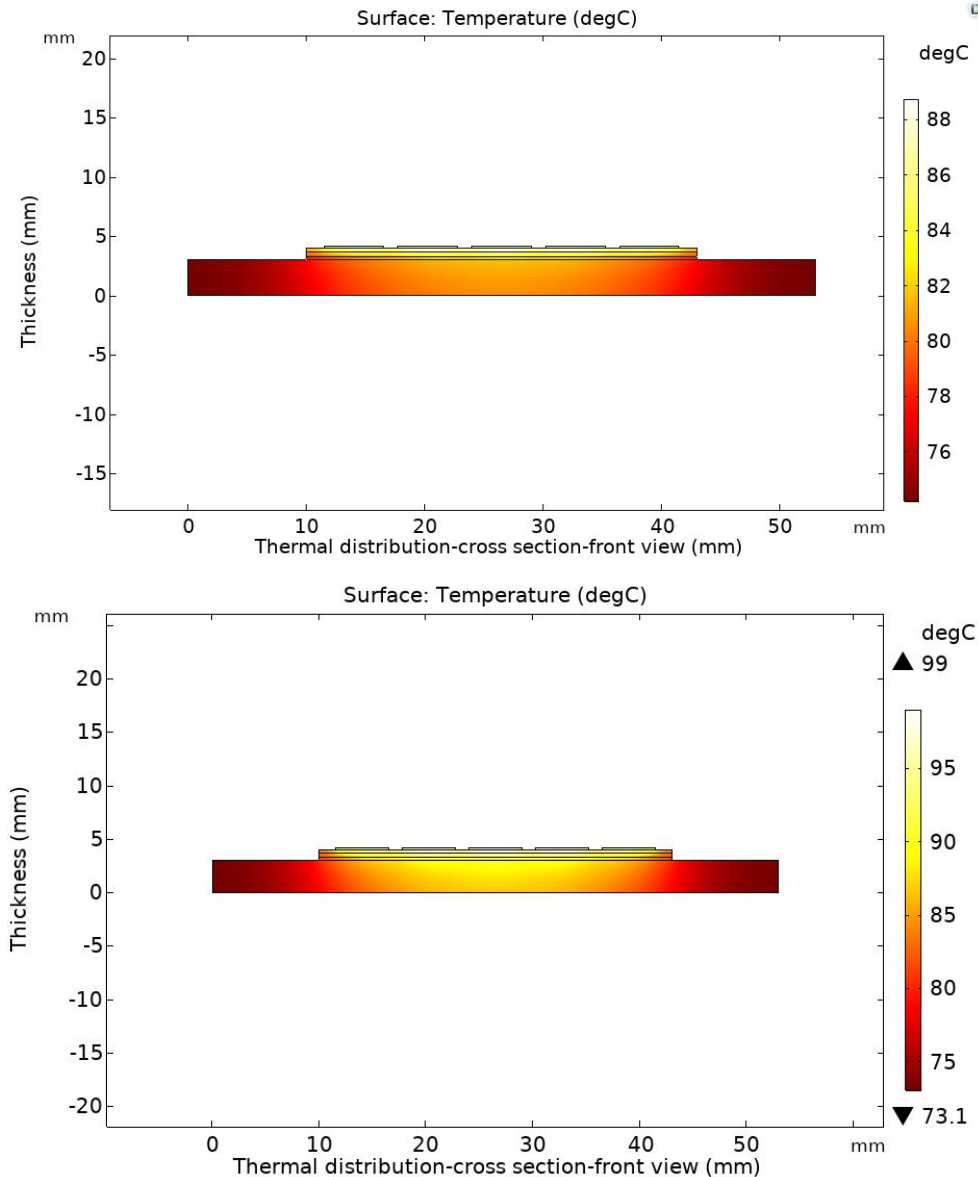 Surface: Temperature (degC)
mm
degC
20
15
10
5
0
-5
-10
-15
Thickness (mm)
88
86
84
82
80
78
76
0 10 20 30 40 50 mm
Thermal distribution-cross section-front view (mm)
Surface: Temperature (degC)
mm
degC
99
20
15
10
5
0
-5
-10
-15
-20
Thickness (mm)
95
90
85
80
75
73.1
0 10 20 30 40 50 mm
Thermal distribution-cross section-front view (mm)